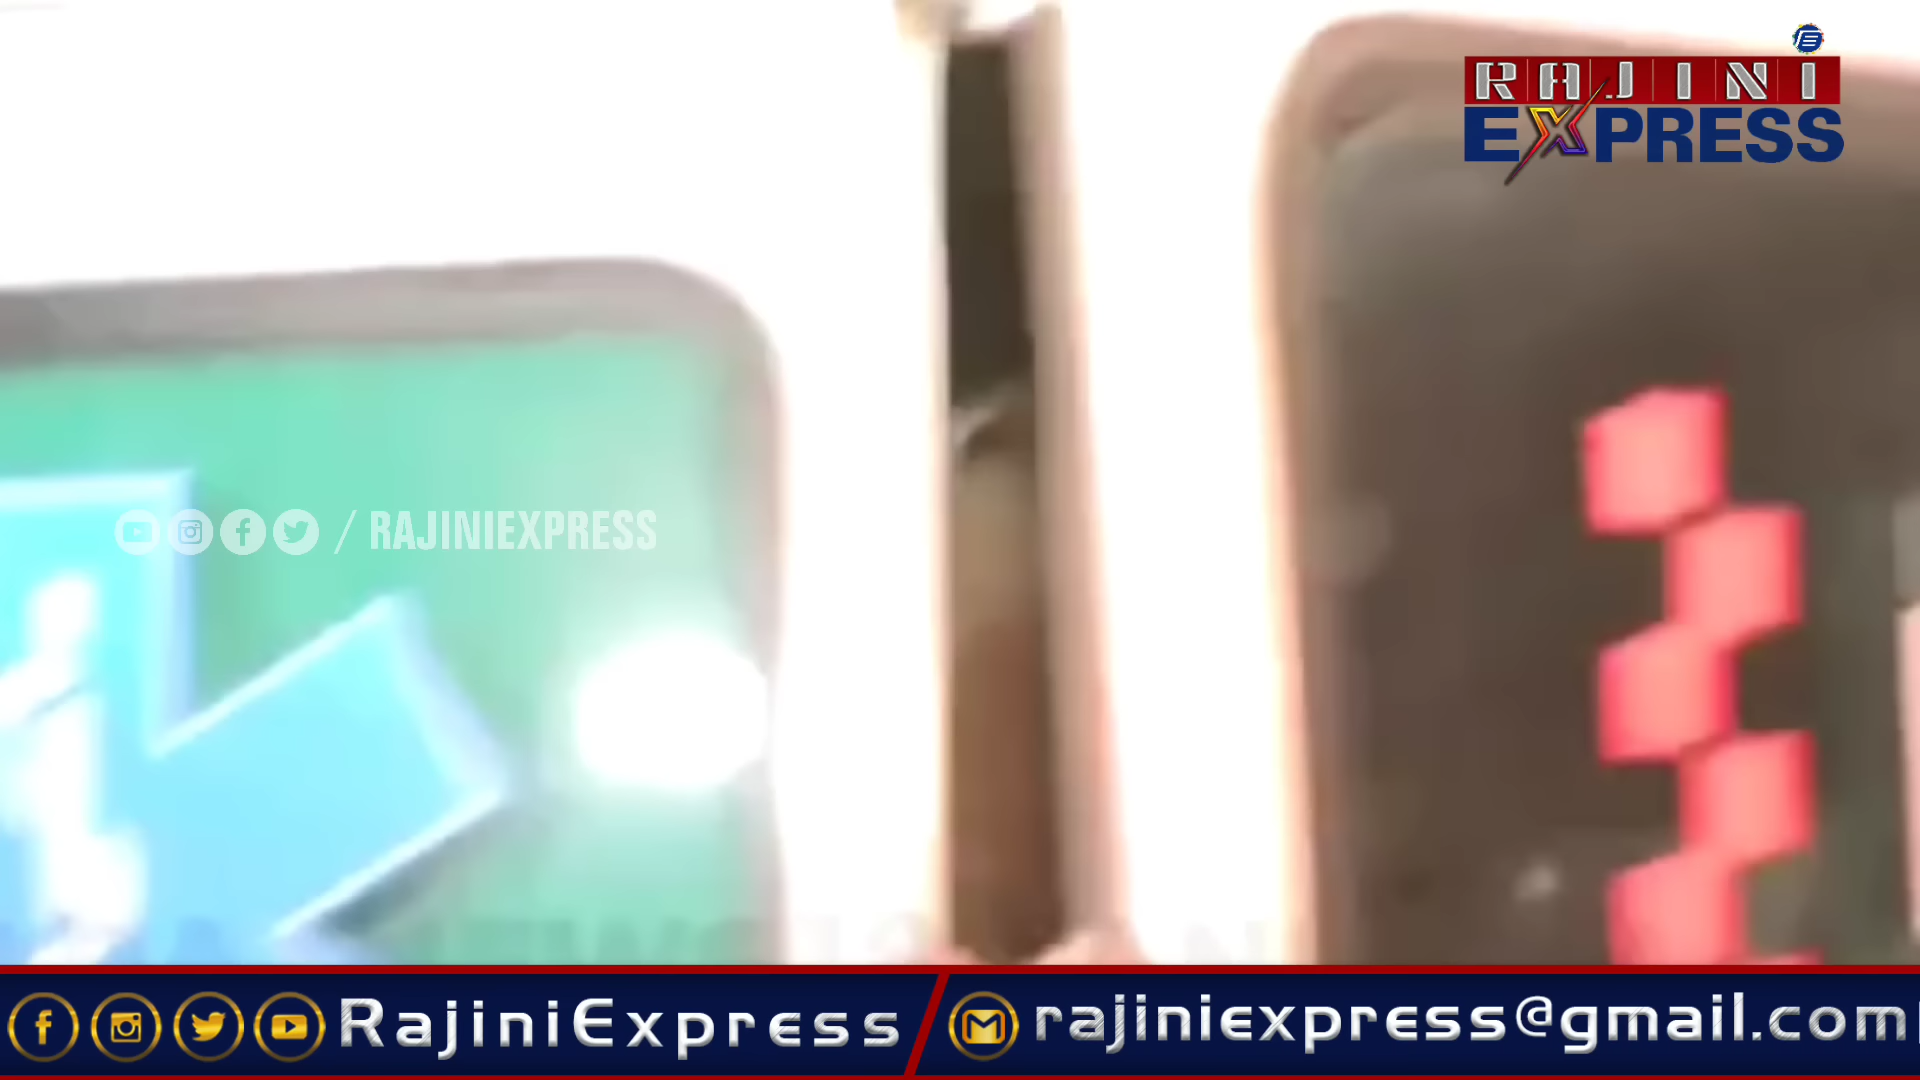 RAJINI
EXPRESS
/ RAJINIEXPRESS
RajiniExpress
rajiniexpress@gmail.com